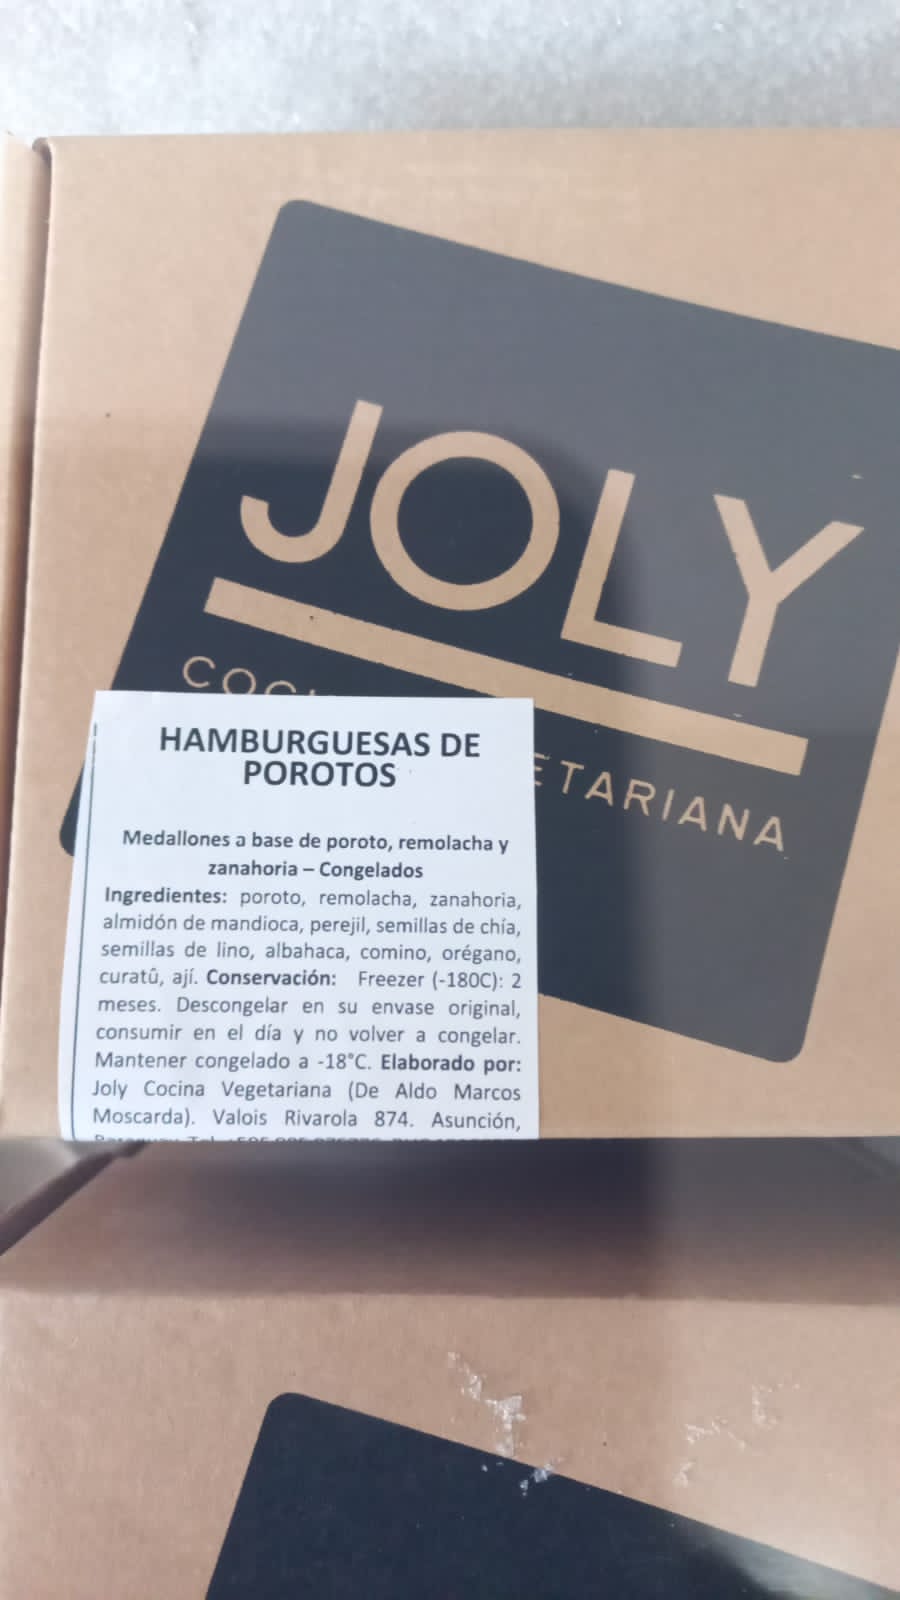 JOLY
ETARIANA
HAMBURGUESAS DE
POROTOS
Medallones a base de poroto, remolacha y
zanahoria – Congelados
Ingredientes: poroto, remolacha, zanahoria,
almidón de mandioca, perejil, semillas de chía,
semillas de lino, albahaca, comino, orégano,
curatû, ají. Conservación: Freezer (-180C): 2
meses. Descongelar en su envase original,
consumir en el día y no volver a congelar.
Mantener congelado a -18°C. Elaborado por:
Joly Cocina Vegetariana (De Aldo Marcos
Moscarda). Valois Rivarola 874. Asunción,